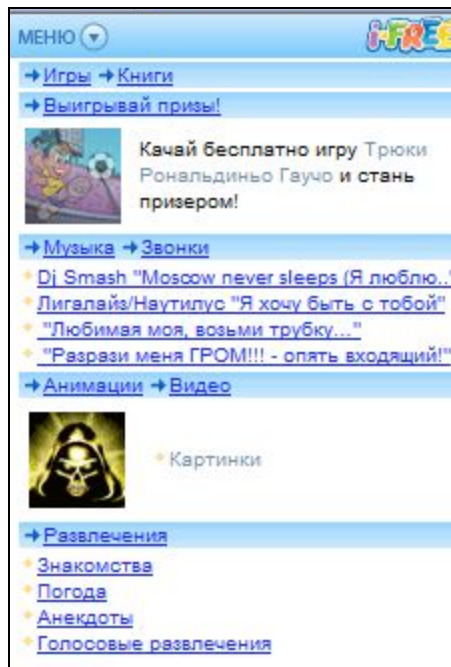 МЕНЮ i-FREE
Игры Книги
Выигрывай призы!
Качай бесплатно игру Трюки
Рональдиньо Гаучо и стань
призером!
Музыка Звонки
Dj Smash "Moscow never sleeps (Я люблю.."
Лигалайз/Наутилус "Я хочу быть с тобой"
"Любимая моя, возьми трубку..."
"Разрази меня ГРОМ!!! - опять входящий!"
Анимации Видео
Картинки
Развлечения
Знакомства
Погода
Анекдоты
Голосовые развлечения